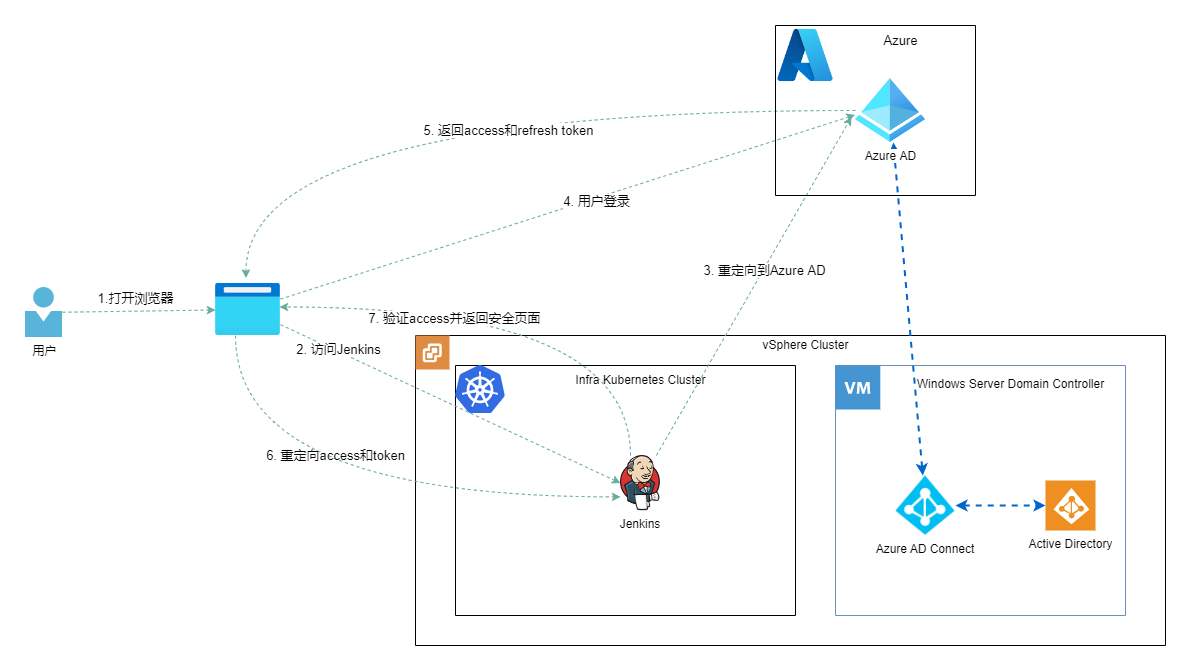 Azure
Azure AD
5. 返回access和refresh token
4. 用户登录
3. 重定向到Azure AD
1.打开浏览器
用户
7. 验证access并返回安全页面
2. 访问Jenkins
vSphere Cluster
Infra Kubernetes Cluster
VM
Windows Server Domain Controller
6. 重定向access和token
Jenkins
Azure AD Connect
Active Directory